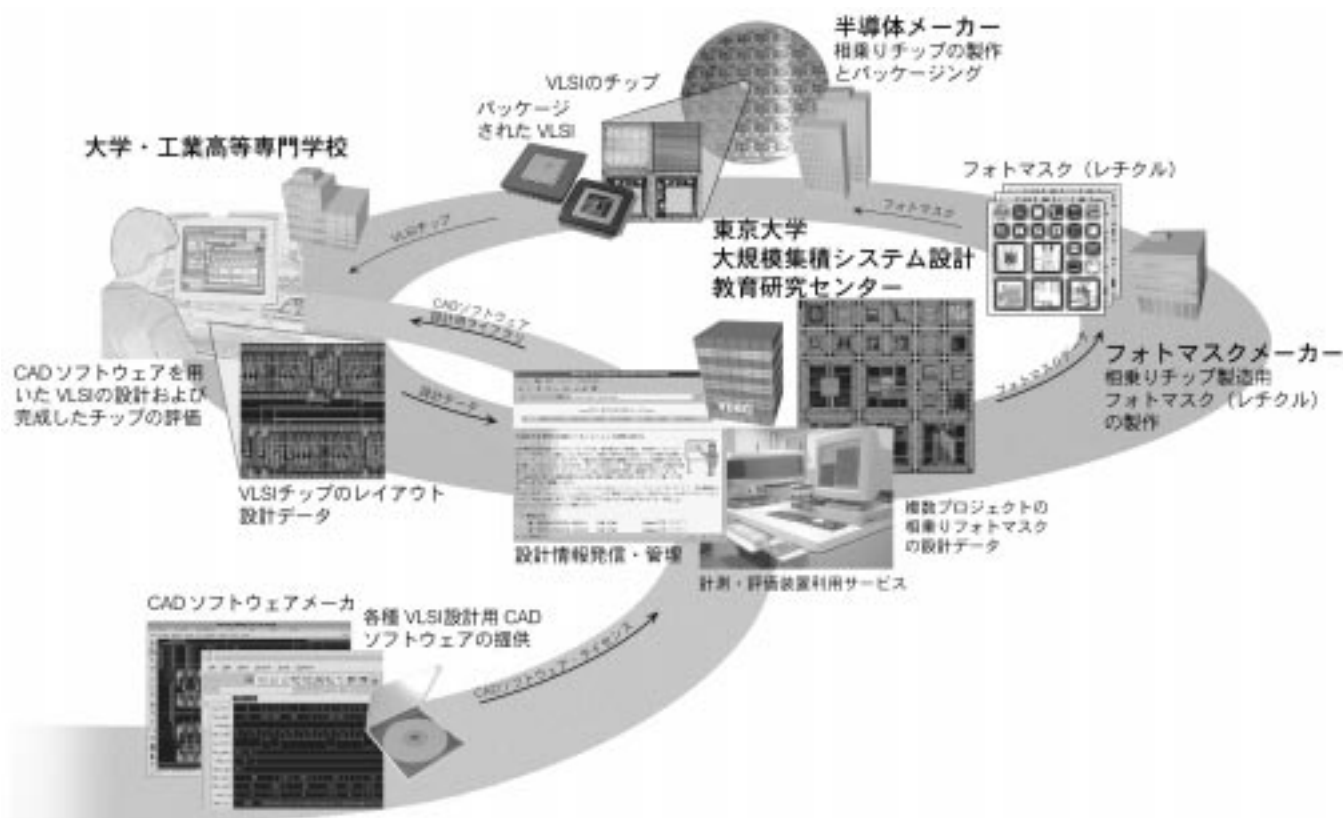 半導体メーカー
相乗りチップの製作
とパッケージング
VLSIのチップ
パッケージ
された VLSI
大学・工業高等専門学校
フォトマスク（レチクル）
フォトマスク
VLSIチップ
東京大学
大規模集積システム設計
教育研究センター
CADソフトウェア
設計用ライブラリ
フォトマスクデータ
フォトマスクメーカー
相乗りチップ製造用
フォトマスク（レチクル）
の製作
CADソフトウェアを用
いた VLSIの設計および
完成したチップの評価
設計データ
VDEC
VLSIチップのレイアウト
設計データ
設計情報発信・管理
複数プロジェクトの
相乗りフォトマスク
の設計データ
計測・評価装置利用サービス
CADソフトウェアメーカ
各種 VLSI設計用 CAD
ソフトウェアの提供
CADソフトウェア・ライセンス